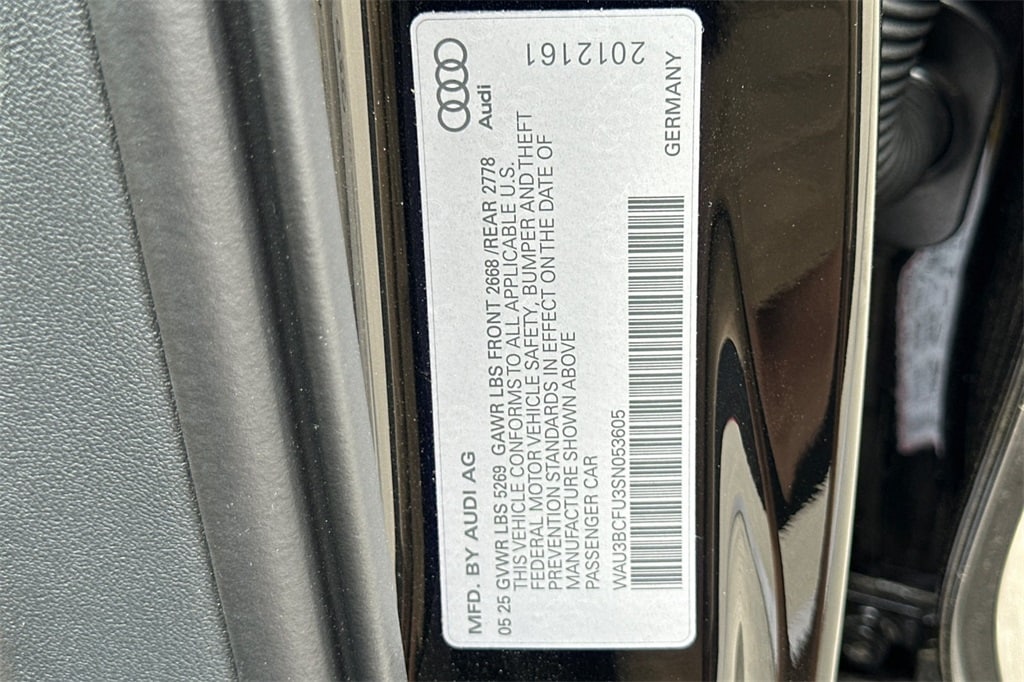 Audi
MFD. BY AUDI AG
05 25 GVWR LBS 5269 GAWR LBS FRONT 2668 /REAR 2778
THIS VEHICLE CONFORMS TO ALL APPLICABLE U.S.
FEDERAL MOTOR VEHICLE SAFETY, BUMPER AND THEFT
PREVENTION STANDARDS IN EFFECT ON THE DATE OF
MANUFACTURE SHOWN ABOVE
PASSENGER CAR
WAU3BCFU3SN053605
GERMANY
2012161